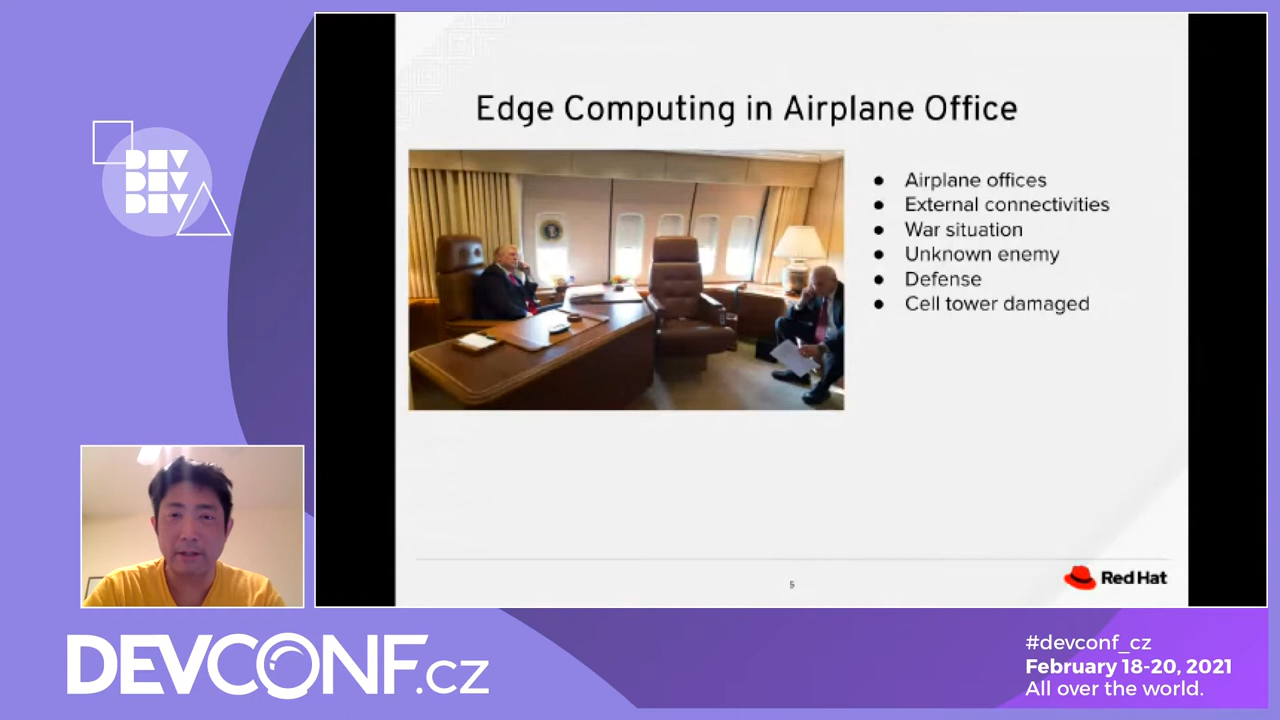 DEV
DEV
DEV
Edge Computing in Airplane Office
● Airplane offices
● External connectivities
● War situation
● Unknown enemy
● Defense
● Cell tower damaged
5
Red Hat
DEVCONF.cz
#devconf_cz
February 18-20, 2021
All over the world.